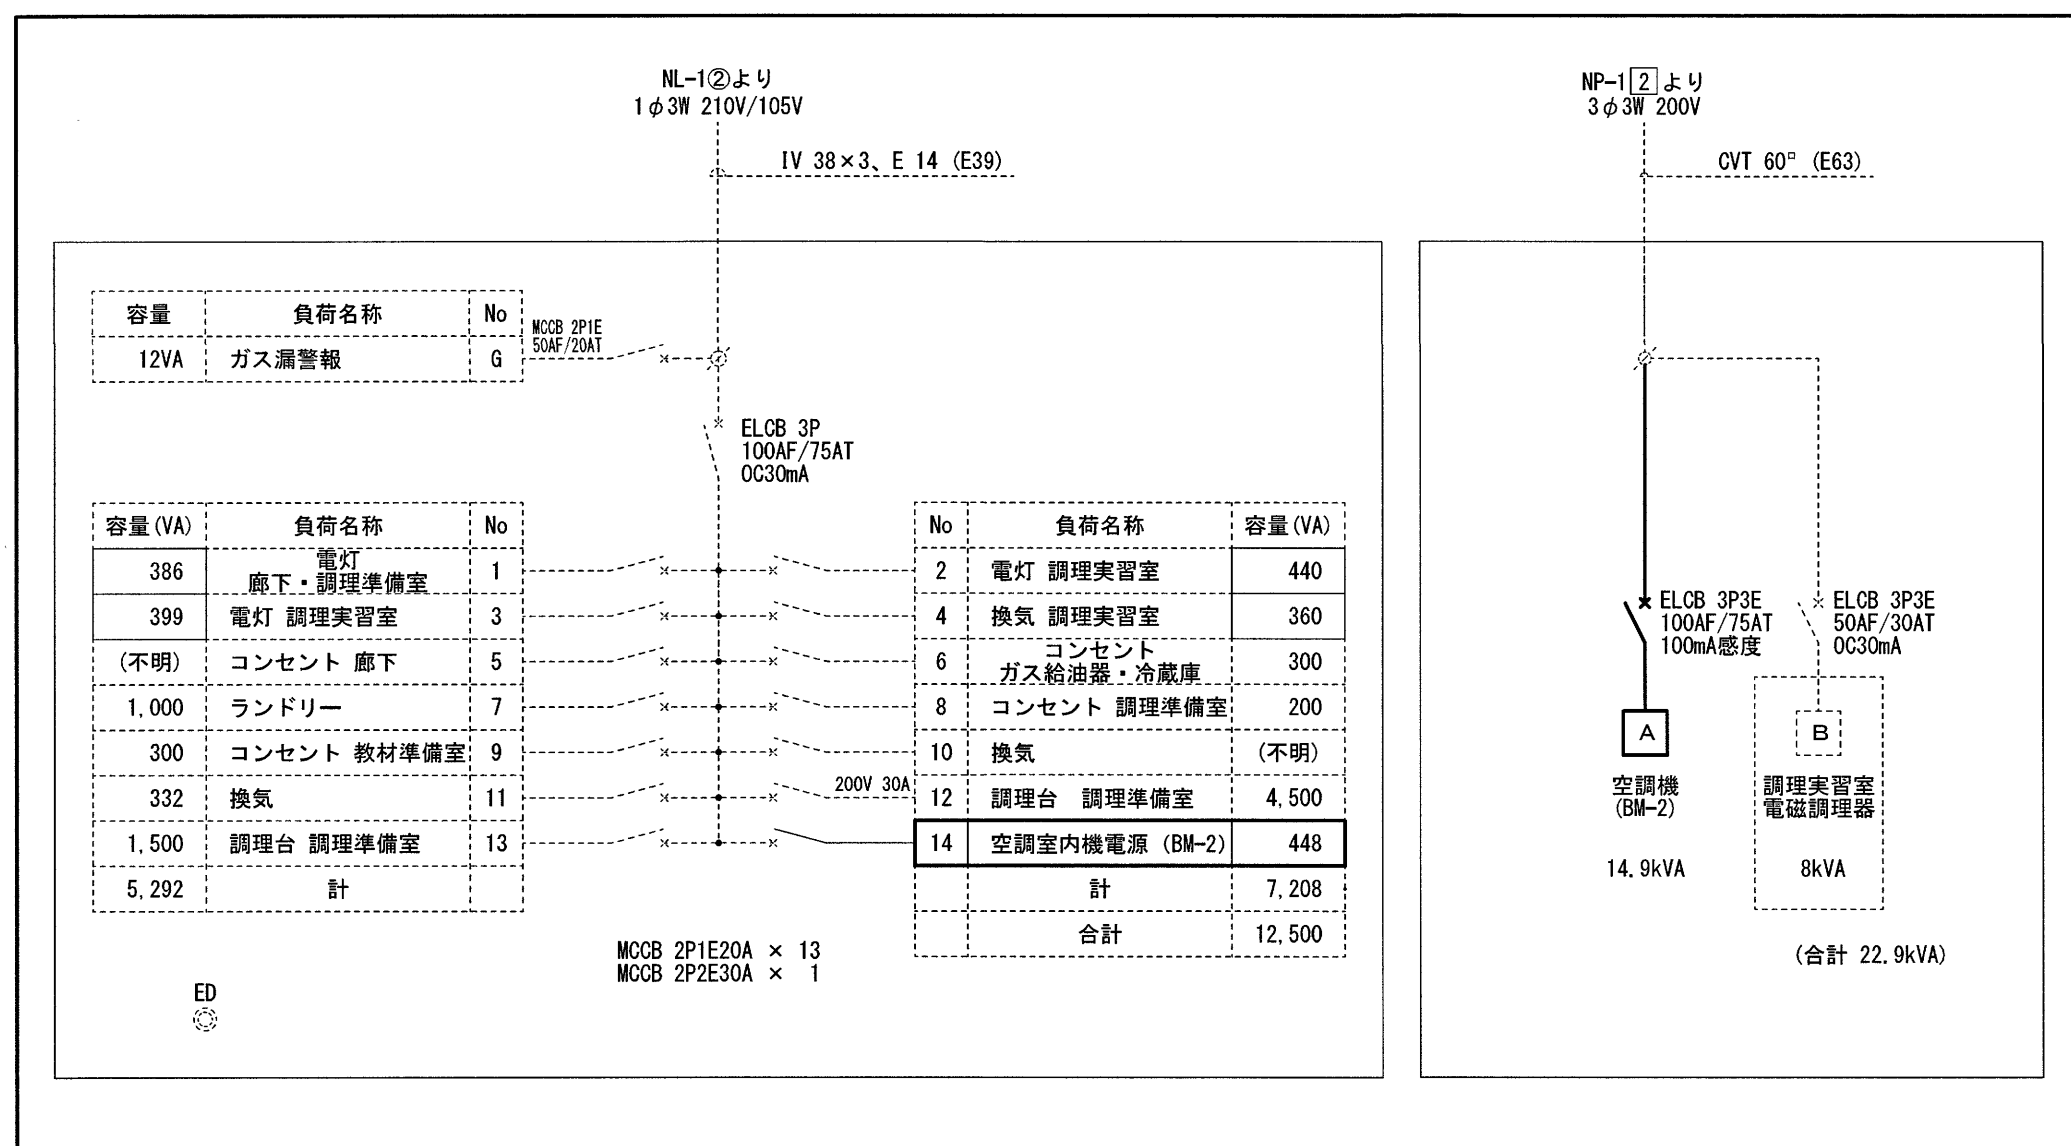 NL-1②より
1φ3W 210V/105V
IV 38×3、E 14 (E39)
容量 負荷名称 No
12VA ガス漏警報 G
MCCB 2P1E
50AF/20AT
ELCB 3P
100AF/75AT
OC30mA
容量(VA) 負荷名称 No
386 電灯
廊下・調理準備室 1
399 電灯 調理実習室 3
(不明) コンセント 廊下 5
1,000 ランドリー 7
300 コンセント 教材準備室 9
332 換気 11
1,500 調理台 調理準備室 13
5,292 計
No 負荷名称 容量(VA)
2 電灯 調理実習室 440
4 換気 調理実習室 360
6 コンセント
ガス給油器・冷蔵庫 300
8 コンセント 調理準備室 200
10 換気 (不明)
200V 30A
12 調理台 調理準備室 4,500
14 空調室内機電源 (BM-2) 448
計 7,208
合計 12,500
MCCB 2P1E20A × 13
MCCB 2P2E30A × 1
ED
NP-1 2 より
3φ3W 200V
CVT 60□ (E63)
ELCB 3P3E
100AF/75AT
100mA感度
ELCB 3P3E
50AF/30AT
OC30mA
A
空調機
(BM-2)
14.9kVA
B
調理実習室
電磁調理器
8kVA
(合計 22.9kVA)